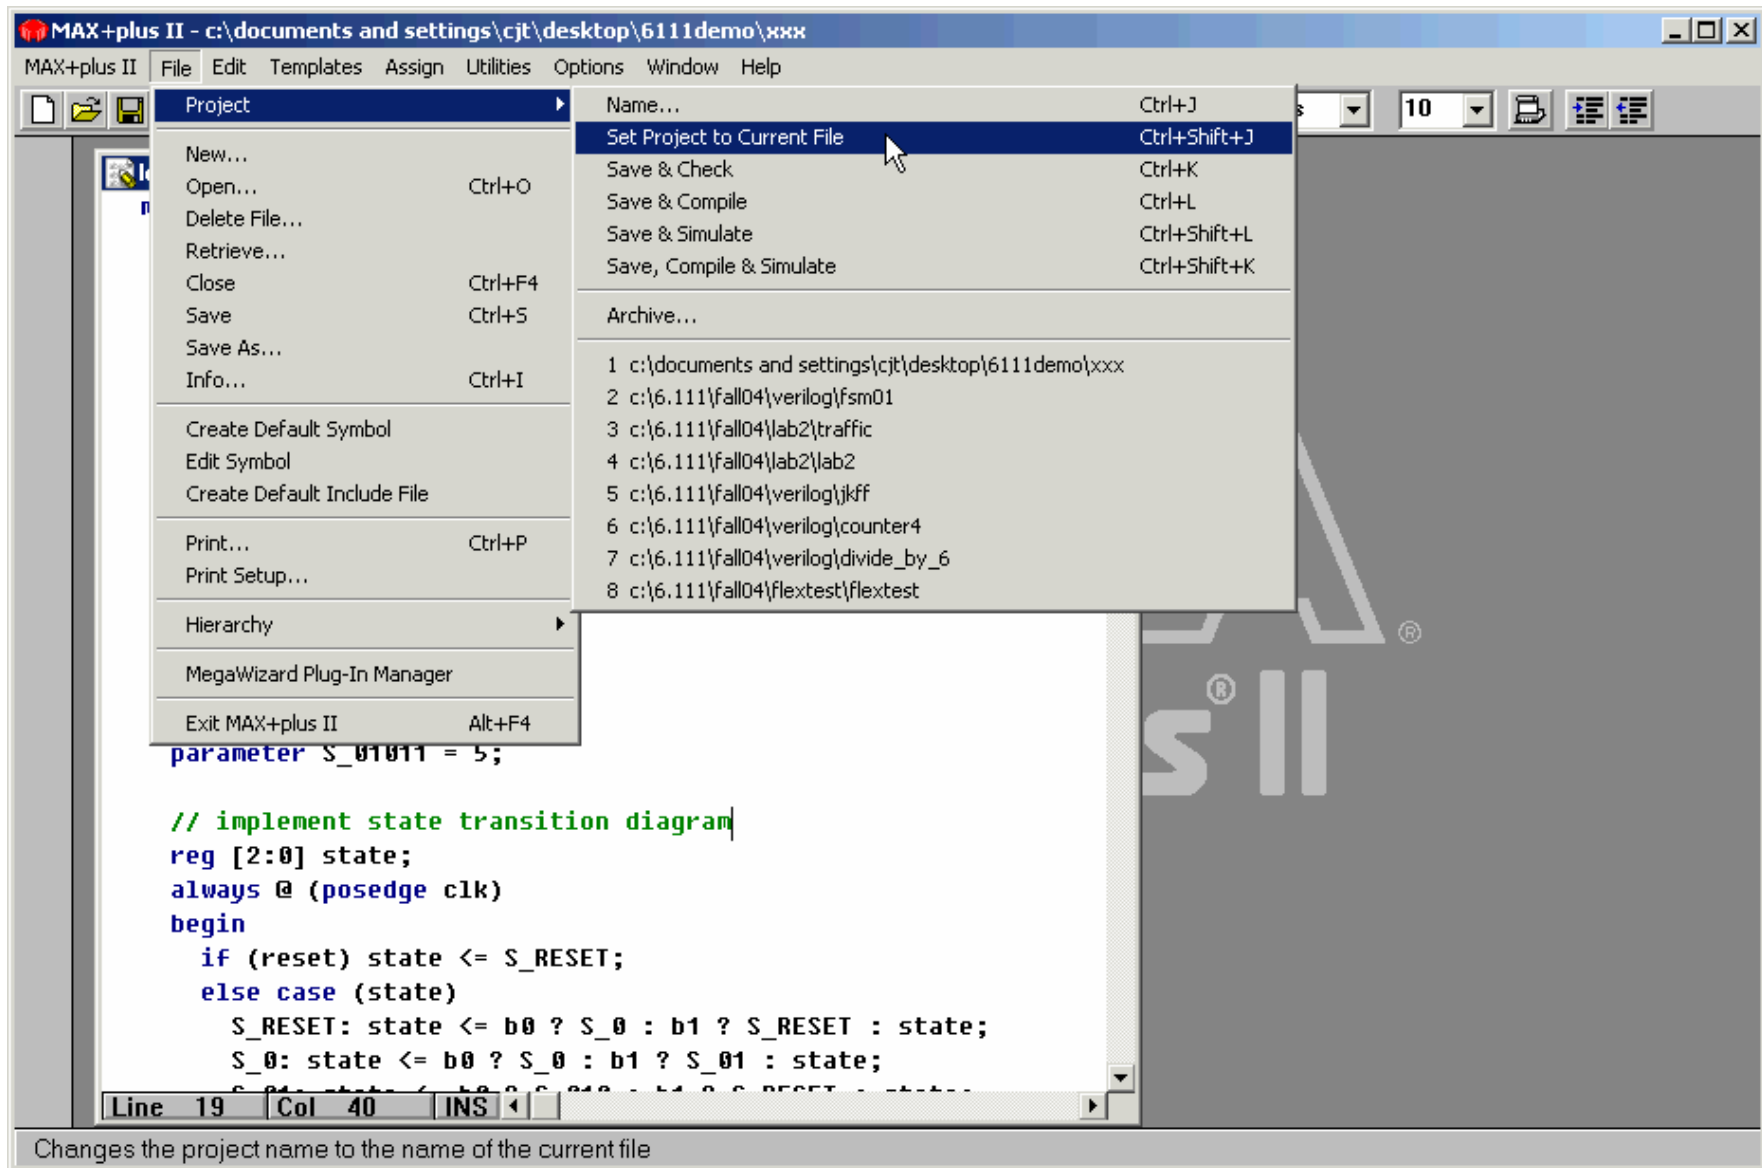 MAX+plus II - c:\documents and settings\cjt\desktop\6111demo\xxx
MAX+plus II File Edit Templates Assign Utilities Options Window Help
10
Project
New...
Open... Ctrl+O
Delete File...
Retrieve...
Close Ctrl+F4
Save Ctrl+S
Save As...
Info... Ctrl+I
Create Default Symbol
Edit Symbol
Create Default Include File
Print... Ctrl+P
Print Setup...
Hierarchy
MegaWizard Plug-In Manager
Exit MAX+plus II Alt+F4
Name... Ctrl+J
Set Project to Current File Ctrl+Shift+J
Save & Check Ctrl+K
Save & Compile Ctrl+L
Save & Simulate Ctrl+Shift+L
Save, Compile & Simulate Ctrl+Shift+K
Archive...
1 c:\documents and settings\cjt\desktop\6111demo\xxx
2 c:\6.111\fall04\verilog\fsm01
3 c:\6.111\fall04\lab2\traffic
4 c:\6.111\fall04\lab2\lab2
5 c:\6.111\fall04\verilog\jkff
6 c:\6.111\fall04\verilog\counter4
7 c:\6.111\fall04\verilog\divide_by_6
8 c:\6.111\fall04\flextest\flextest
A®
s® II
parameter S_01011 = 5;
// implement state transition diagram
reg [2:0] state;
always @ (posedge clk)
begin
if (reset) state <= S_RESET;
else case (state)
S_RESET: state <= b0 ? S_0 : b1 ? S_RESET : state;
S_0: state <= b0 ? S_0 : b1 ? S_01 : state;
S_01: state <= b0 ? S_010 : b1 ? S_RESET : state;
Line 19 Col 40 INS
Changes the project name to the name of the current file